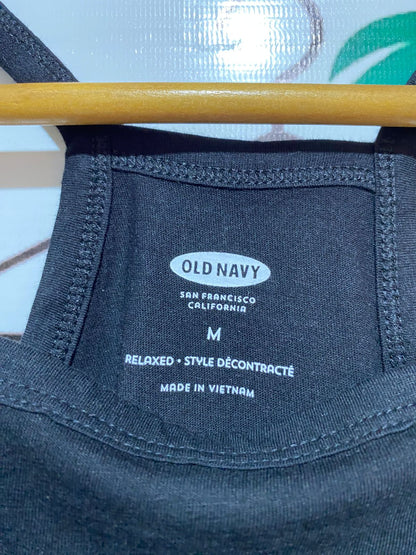 OLD NAVY
SAN FRANCISCO
CALIFORNIA
M
RELAXED • STYLE DÉCONTRACTÉ
MADE IN VIETNAM